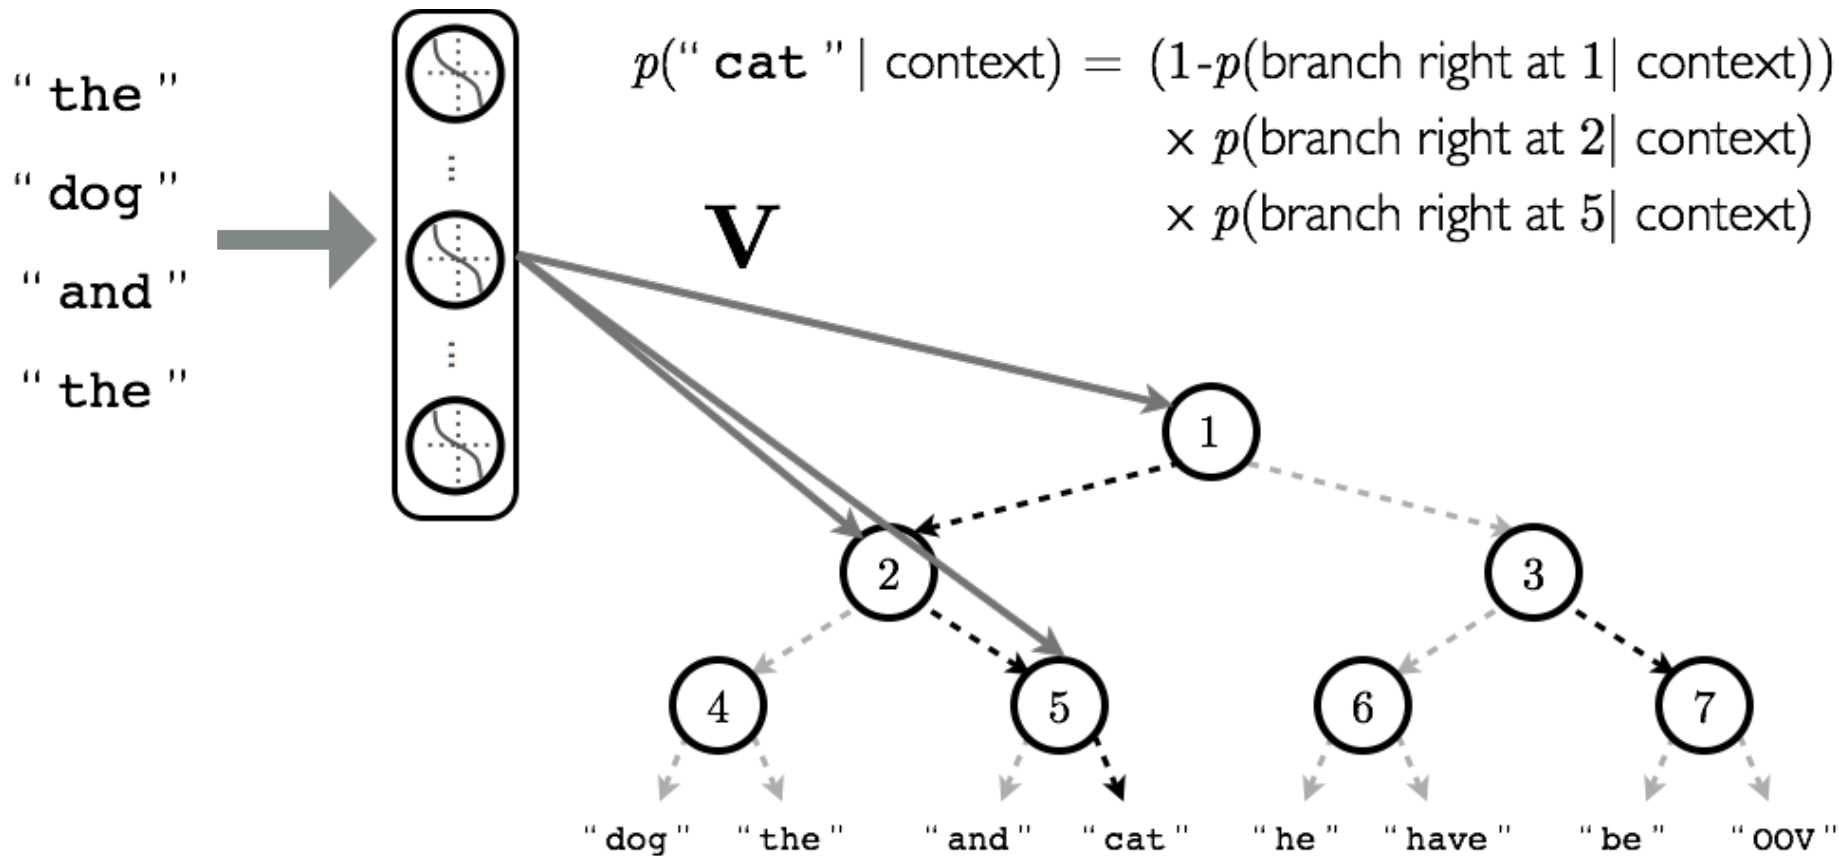 p(“ cat ”| context) = (1-p(branch right at 1| context))
× p(branch right at 2| context)
× p(branch right at 5| context)
“ the ”
“ dog ”
“ and ”
“ the ”
V
1
2
3
4
5
6
7
“ dog ” “ the ” “ and ” “ cat ” “ he ” “ have ” “ be ” “ OOV ”